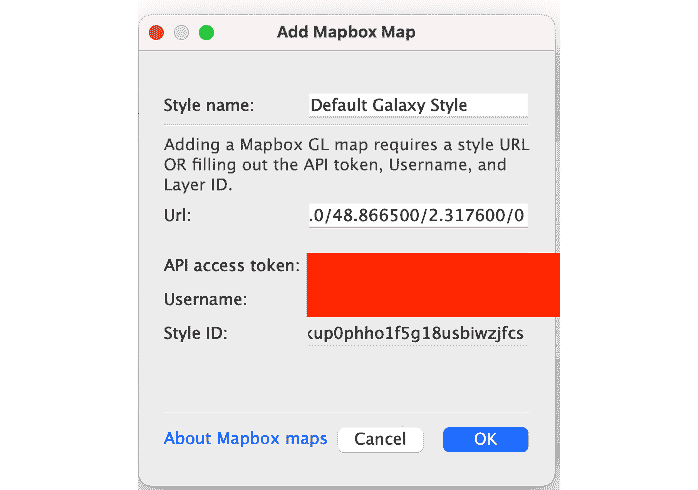 Add Mapbox Map
Style name: Default Galaxy Style
Adding a Mapbox GL map requires a style URL
OR filling out the API token, Username, and
Layer ID.
Url: .0/48.866500/2.317600/0
API access token:
Username:
Style ID: kup0phho1f5g18usbiwzjfcs
About Mapbox maps Cancel OK